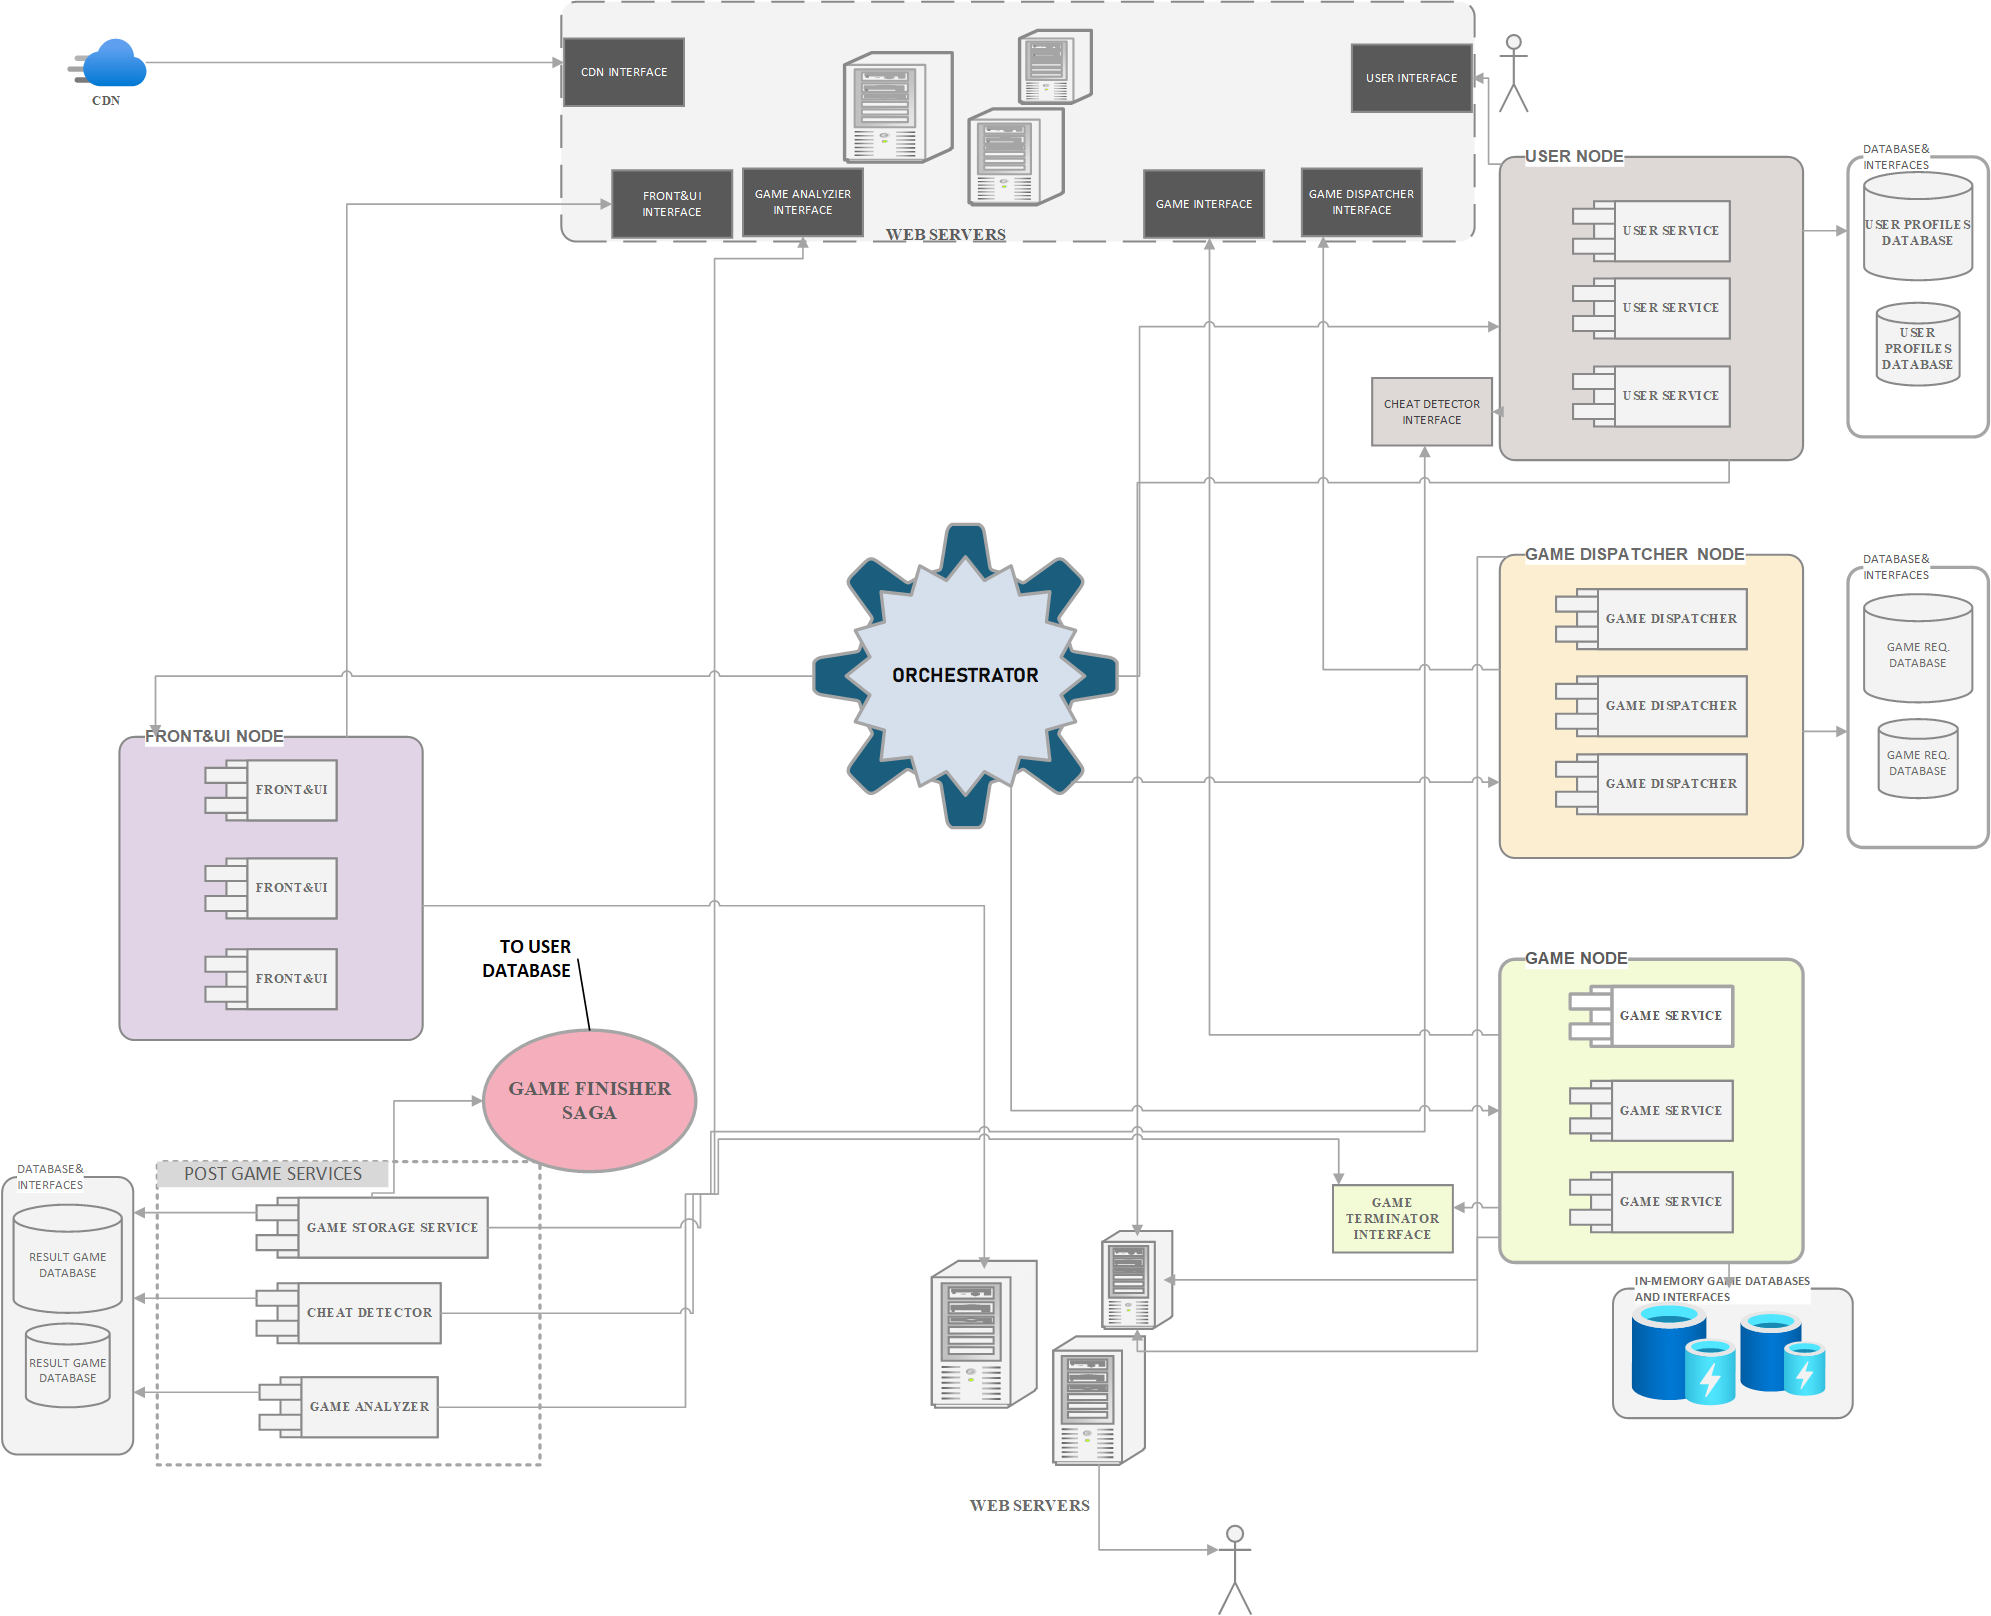 CDN
CDN INTERFACE
USER INTERFACE
FRONT&UI
INTERFACE
GAME ANALYZIER
INTERFACE
GAME INTERFACE
GAME DISPATCHER
INTERFACE
WEB SERVERS
USER NODE
USER SERVICE
USER SERVICE
USER SERVICE
DATABASE&
INTERFACES
USER PROFILES
DATABASE
USER
PROFILES
DATABASE
CHEAT DETECTOR
INTERFACE
ORCHESTRATOR
GAME DISPATCHER  NODE
GAME DISPATCHER
GAME DISPATCHER
GAME DISPATCHER
DATABASE&
INTERFACES
GAME REQ.
DATABASE
GAME REQ.
DATABASE
FRONT&UI NODE
FRONT&UI
FRONT&UI
FRONT&UI
TO USER
DATABASE
GAME FINISHER
SAGA
GAME NODE
GAME SERVICE
GAME SERVICE
GAME SERVICE
GAME
TERMINATOR
INTERFACE
IN-MEMORY GAME DATABASES
AND INTERFACES
DATABASE&
INTERFACES
RESULT GAME
DATABASE
RESULT GAME
DATABASE
POST GAME SERVICES
GAME STORAGE SERVICE
CHEAT DETECTOR
GAME ANALYZER
WEB SERVERS